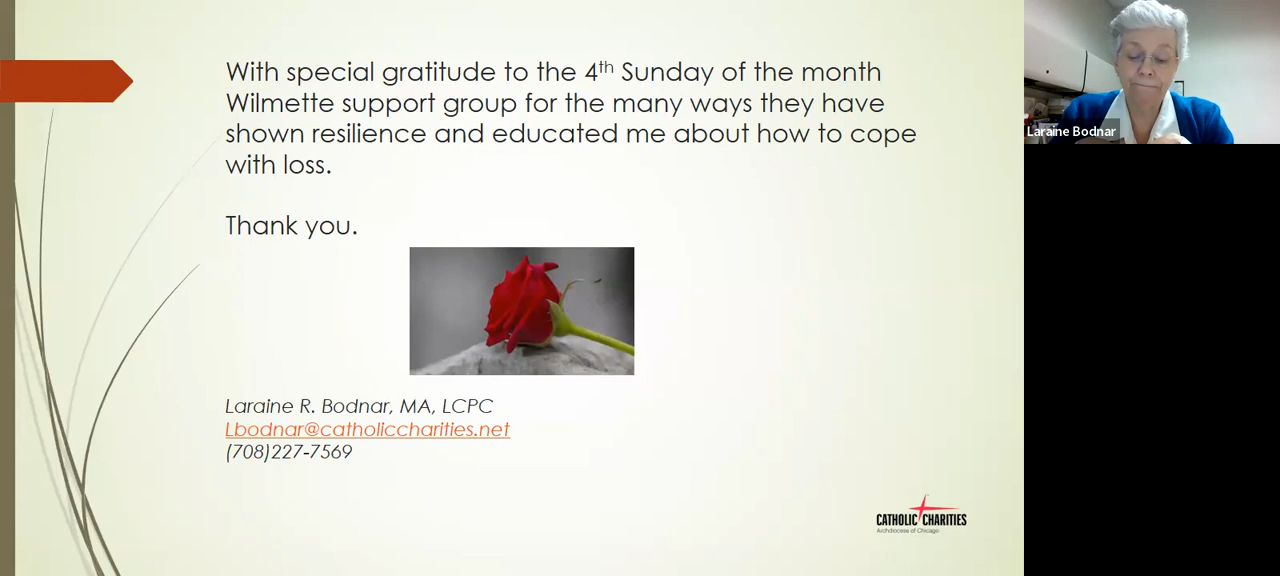 With special gratitude to the 4th Sunday of the month
Wilmette support group for the many ways they have
shown resilience and educated me about how to cope
with loss.
Thank you.
Laraine R. Bodnar, MA, LCPC
Lbodnar@catholiccharities.net
(708)227-7569
CATHOLIC CHARITIES
Archdiocese of Chicago
Laraine Bodnar